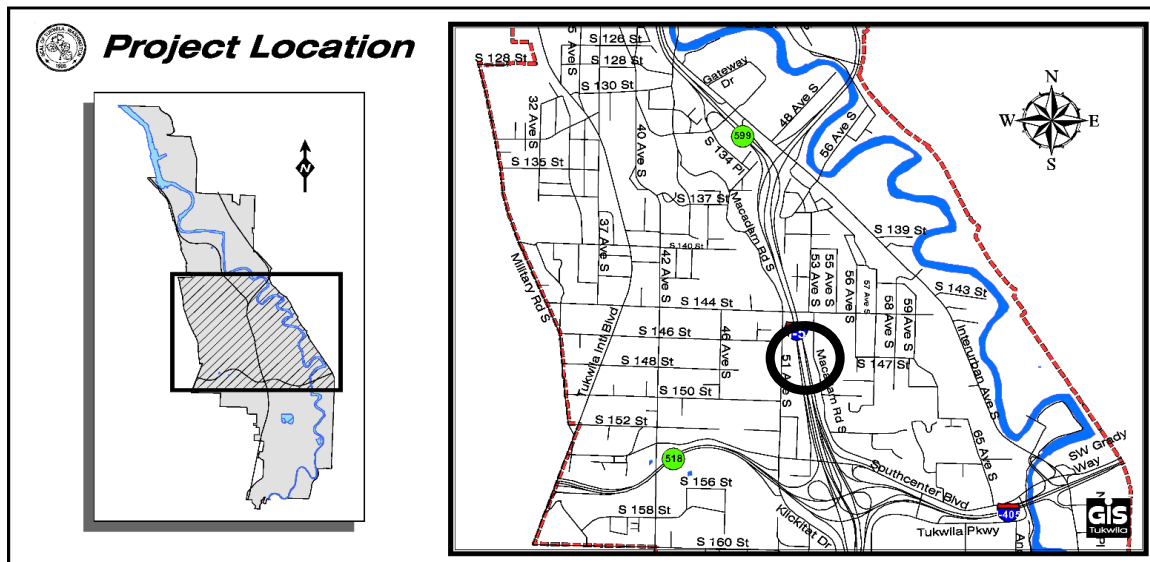 Project Location
SEAL OF TUKWILA, WASHINGTON
1908
N
S 126 St
S 128 St
S 128 St
S 130 St
Gateway
Dr
32 Ave S
40 Ave S
48 Ave S
56 Ave S
599
S 134 Pl
S 135 St
S 137 St
Macadam Rd S
S 139 St
37 Ave S
S 140 St
42 Ave S
Military Rd S
55 Ave S
53 Ave S
56 Ave S
57 Ave S
58 Ave S
59 Ave S
S 143 St
S 144 St
S 146 St
46 Ave S
Tukwila Intl Blvd
S 148 St
51 Ave S
Macadam Rd S
S 147 St
Interurban Ave S
S 150 St
S 152 St
65 Ave S
SW Grady
Way
518
S 156 St
Southcenter Blvd
S 158 St
Klickitat Dr
-405
Tukwila Pkwy
S 160 St
N
W
E
S
GIS
Tukwila